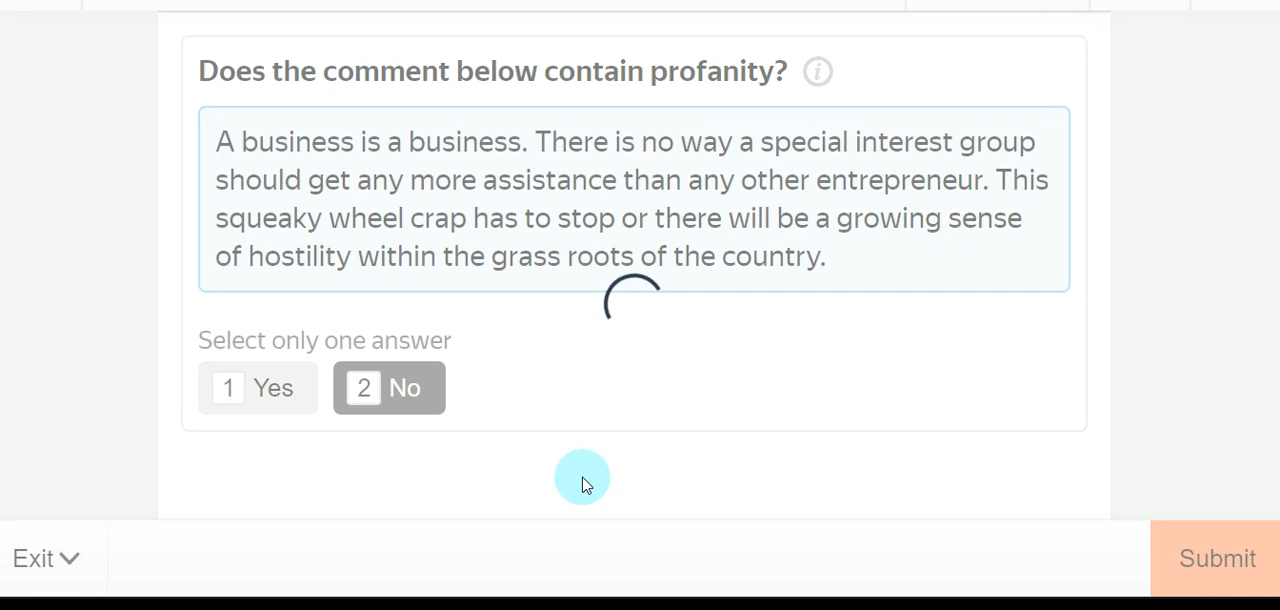 Does the comment below contain profanity? i
A business is a business. There is no way a special interest group
should get any more assistance than any other entrepreneur. This
squeaky wheel crap has to stop or there will be a growing sense
of hostility within the grass roots of the country.
Select only one answer
1 Yes 2 No
Exit Submit